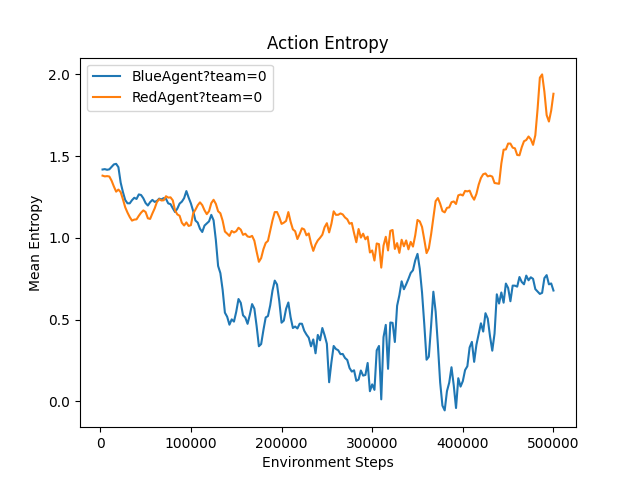 Action Entropy
BlueAgent?team=0
RedAgent?team=0
Mean Entropy
2.0
1.5
1.0
0.5
0.0
0
100000
200000
300000
400000
500000
Environment Steps